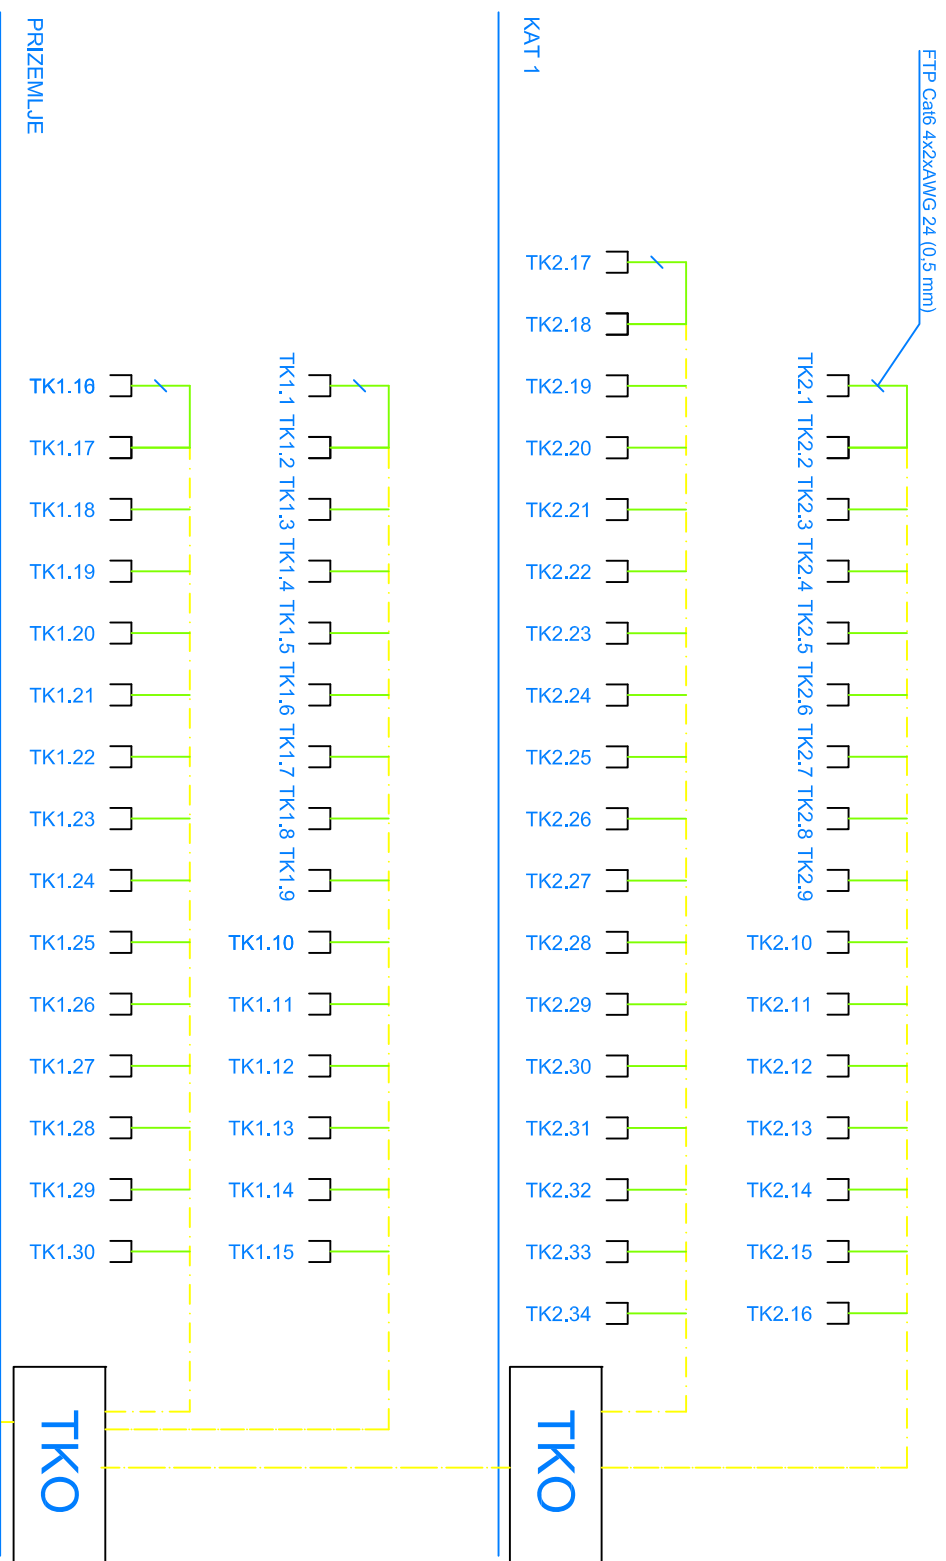 FTP Cat6 4x2xAWG 24 (0,5 mm)
KAT 1
TK2.1 TK2.2 TK2.3 TK2.4 TK2.5 TK2.6 TK2.7 TK2.8 TK2.9
TK2.10
TK2.11
TK2.12
TK2.13
TK2.14
TK2.15
TK2.16
TK2.17
TK2.18
TK2.19
TK2.20
TK2.21
TK2.22
TK2.23
TK2.24
TK2.25
TK2.26
TK2.27
TK2.28
TK2.29
TK2.30
TK2.31
TK2.32
TK2.33
TK2.34
TKO
PRIZEMLJE
TK1.1 TK1.2 TK1.3 TK1.4 TK1.5 TK1.6 TK1.7 TK1.8 TK1.9
TK1.10
TK1.11
TK1.12
TK1.13
TK1.14
TK1.15
TK1.16
TK1.17
TK1.18
TK1.19
TK1.20
TK1.21
TK1.22
TK1.23
TK1.24
TK1.25
TK1.26
TK1.27
TK1.28
TK1.29
TK1.30
TKO